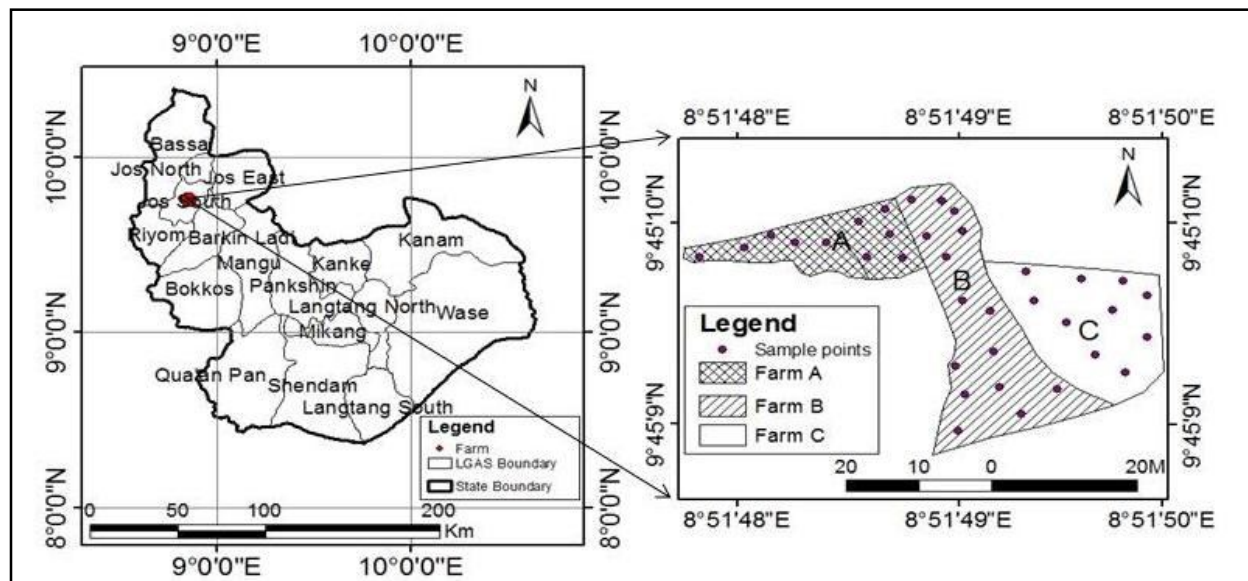 9°0'0"E 10°0'0"E
N
10°0'0"N
9°0'0"N
8°0'0"N
Bassa
Jos North
Jos East
Jos South
Riyom
Barkin Ladi
Kanam
Mangu
Kanke
Bokkos
Pankshin
Langtang North
Wase
Mikang
Shendam
Langtang South
Legend
Farm
LGAS Boundary
State Boundary
0 50 100 200
Km
10°0'0"N
9°0'0"N
8°0'0"N
9°0'0"E 10°0'0"E
8°51'48"E 8°51'49"E 8°51'50"E
N
9°45'10"N
9°45'9"N
A
B
C
Legend
Sample points
Farm A
Farm B
Farm C
20 10 0 20M
9°45'10"N
9°45'9"N
8°51'48"E 8°51'49"E 8°51'50"E